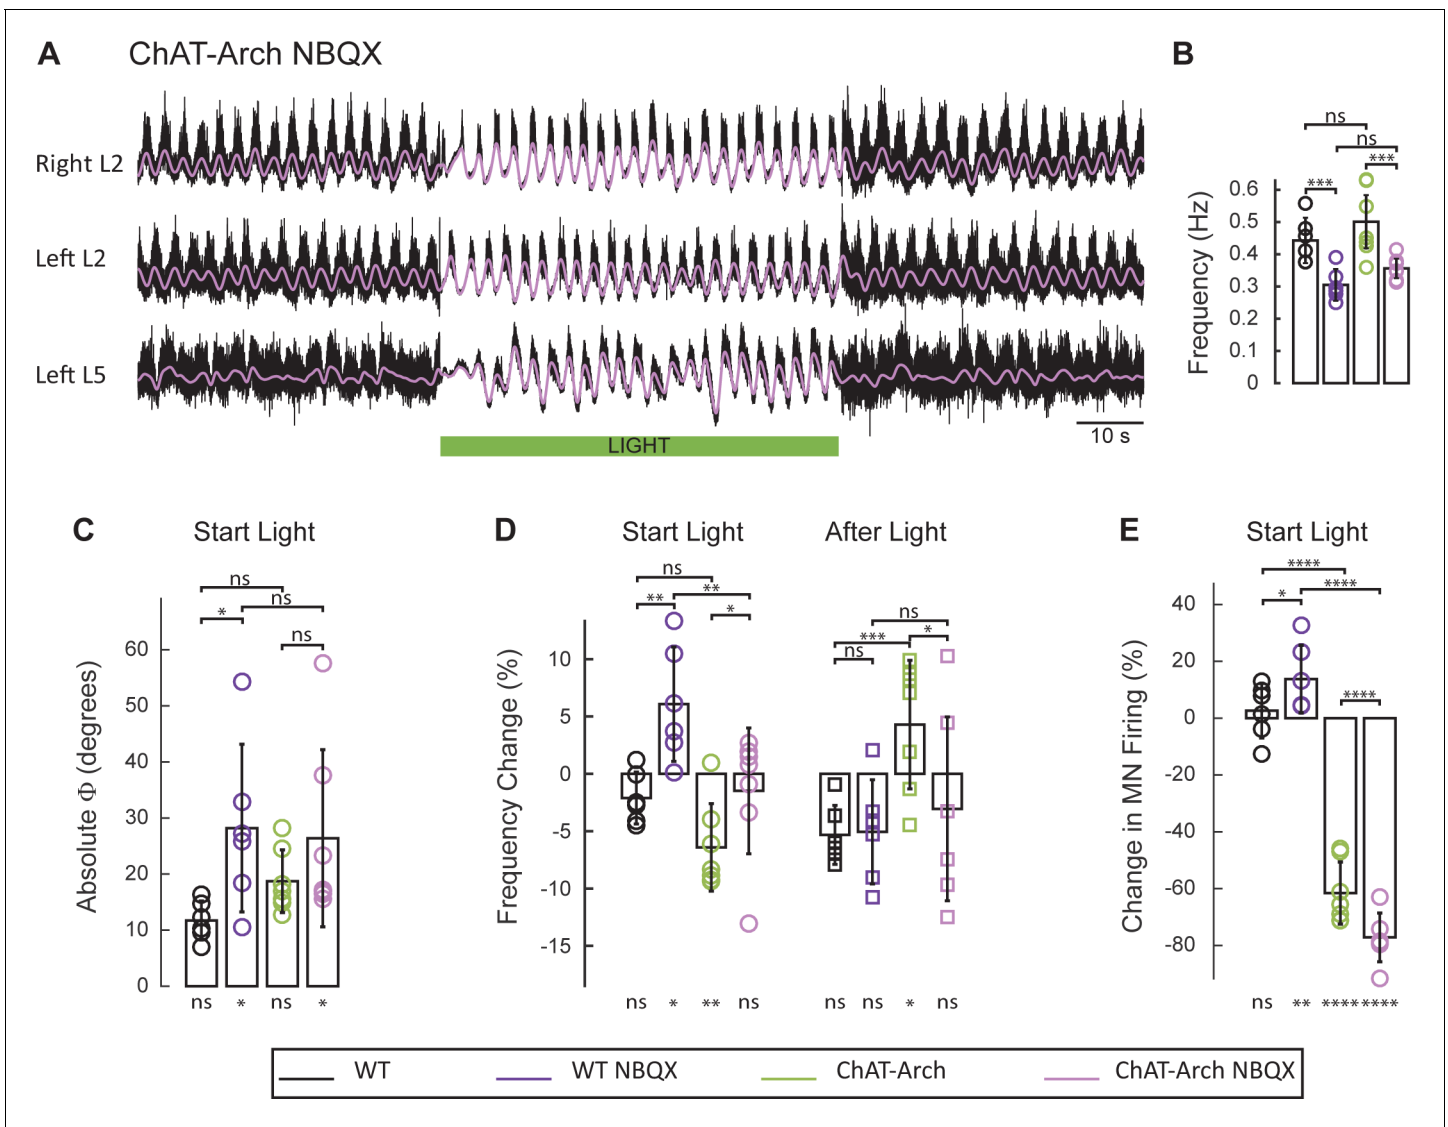 A ChAT-Arch NBQX
Right L2
Left L2
Left L5
LIGHT
10 s
B
ns
ns
***
***
Frequency (Hz)
0.6
0.5
0.4
0.3
0.2
0.1
0
C Start Light
ns
* ns
ns
Absolute Φ (degrees)
60
50
40
30
20
10
0
ns * ns *
D Start Light After Light
ns
**
** *
ns
*** *
ns
Frequency Change (%)
10
5
0
-5
-10
-15
ns * ** ns ns ns * ns
E Start Light
****
* ****
****
Change in MN Firing (%)
40
20
0
-20
-40
-60
-80
ns ** **** ****
WT WT NBQX ChAT-Arch ChAT-Arch NBQX